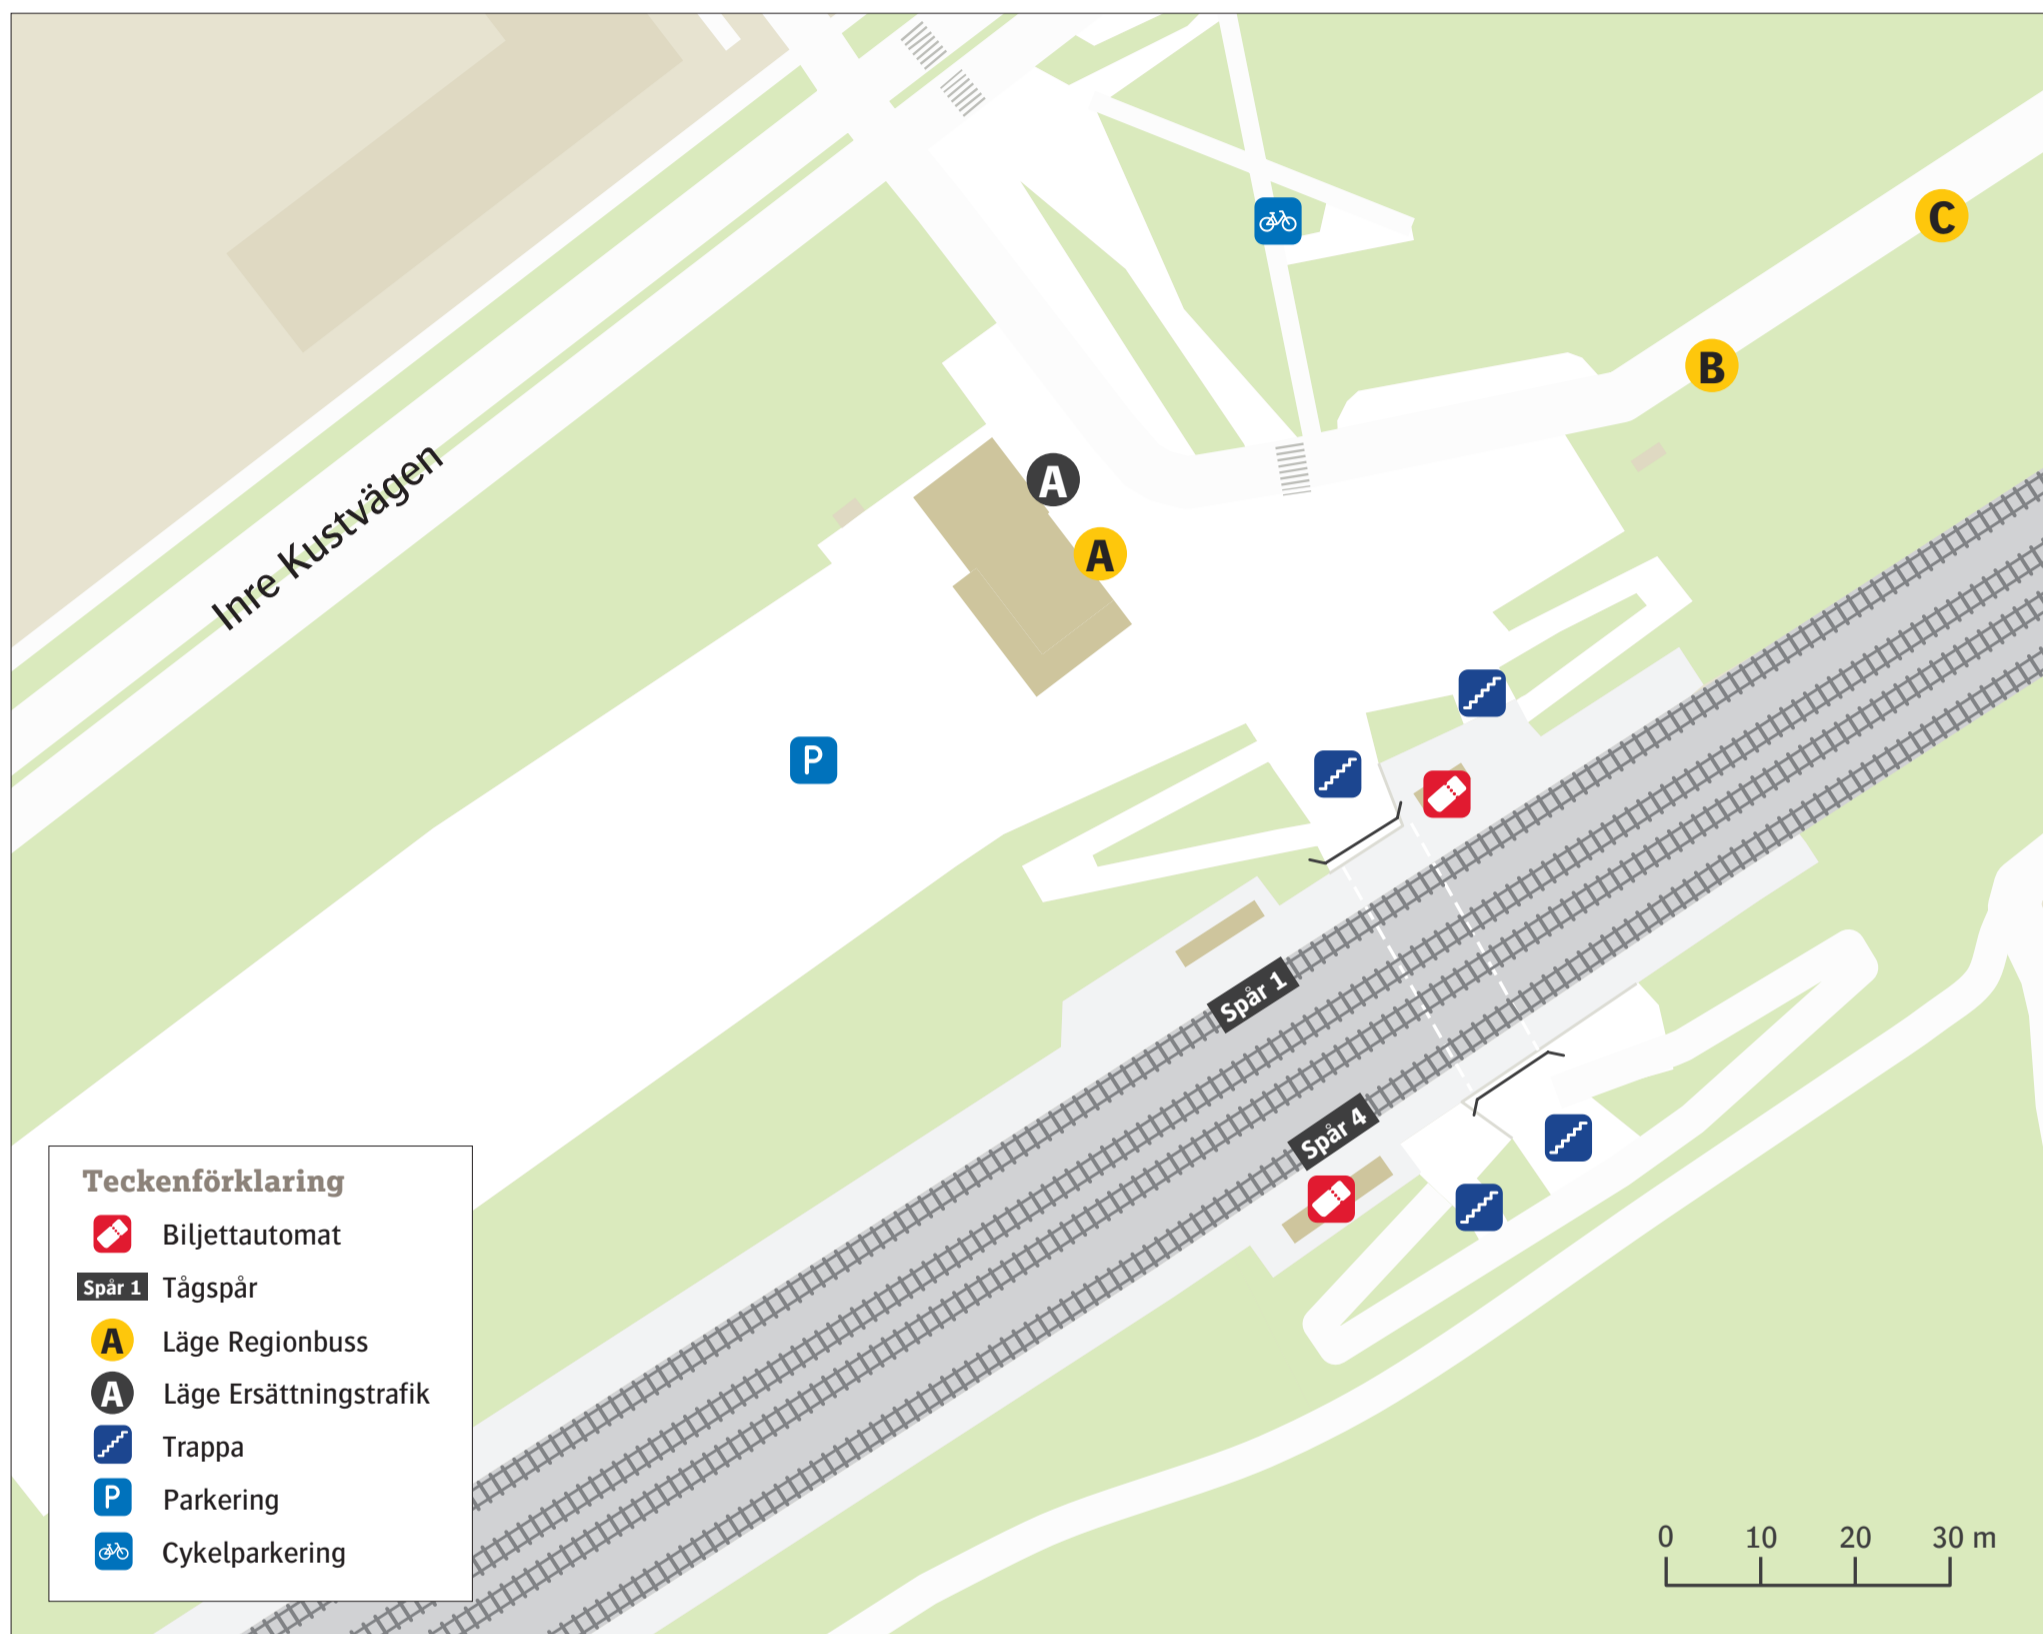 C
B
A
A
Inre Kustvägen
P
Spår 1
Spår 4
Teckenförklaring
Biljettautomat
Spår 1 Tågspår
A Läge Regionbuss
A Läge Ersättningstrafik
Trappa
P Parkering
Cykelparkering
0 10 20 30 m